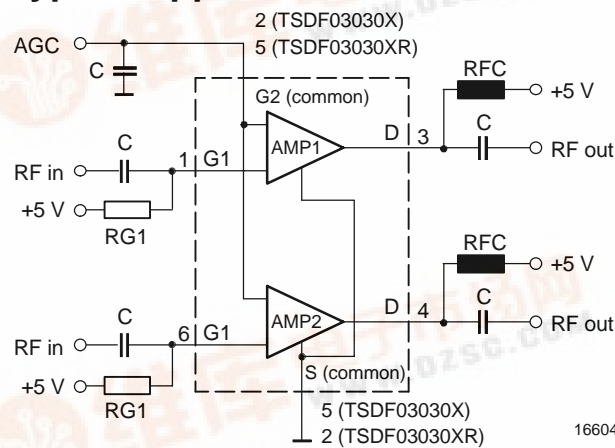 2 (TSDF03030X)
AGC
5 (TSDF03030XR)
C
RFC
G2 (common)
+5 V
C
D 3
C
AMP1
RF out
1 G1
RF in
+5 V
RG1
RFC
+5 V
C
D 4
C
AMP2
RF out
6 G1
RF in
S (common)
+5 V
RG1
5 (TSDF03030X)
2 (TSDF03030XR)
16604